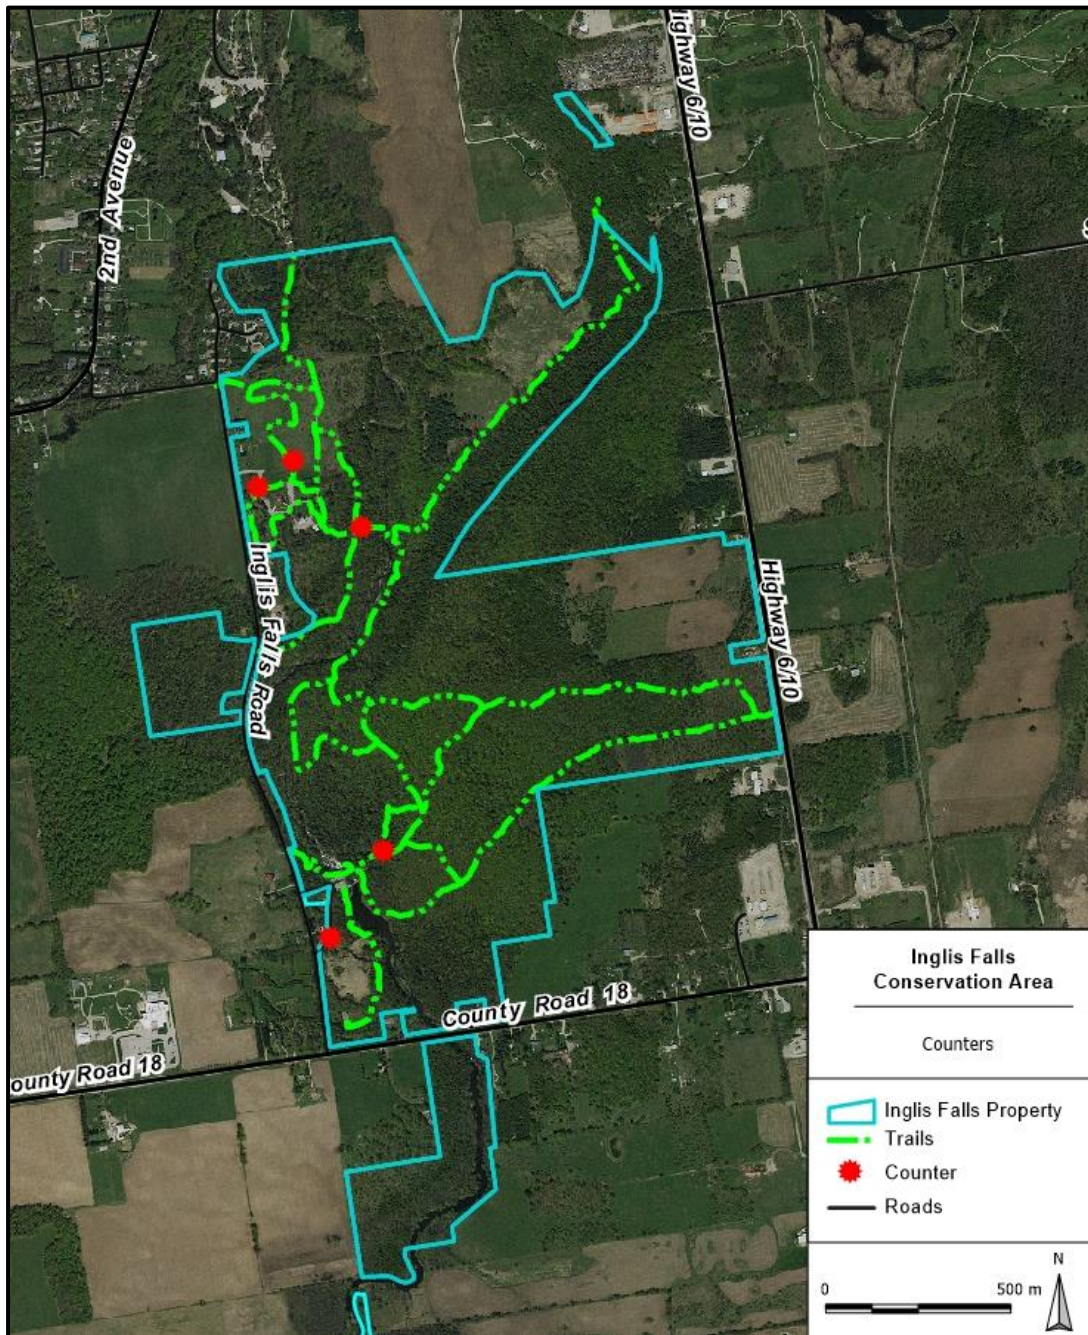 Highway 6/10
2nd Avenue
Inglis Falls Road
Highway 6/10
County Road 18
ounty Road 18
Inglis Falls
Conservation Area
Counters
Inglis Falls Property
Trails
Counter
Roads
N
0 500 m